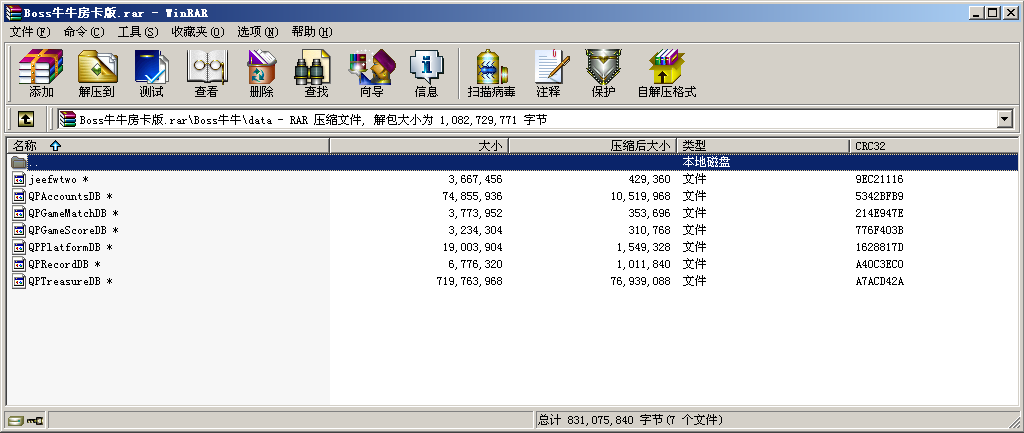 Boss牛牛房卡版.rar - WinRAR
文件(F) 命令(C) 工具(S) 收藏夹(O) 选项(N) 帮助(H)
添加 解压到 测试 查看 删除 查找 向导 信息 扫描病毒 注释 保护 自解压格式
Boss牛牛房卡版.rar\Boss牛牛\data - RAR 压缩文件, 解包大小为 1,082,729,771 字节
名称 大小 压缩后大小 类型 CRC32
.. 本地磁盘
jeefwtwo * 3,667,456 429,360 文件 9EC21116
QPAccountsDB * 74,855,936 10,519,968 文件 5342BFB9
QPGameMatchDB * 3,773,952 353,696 文件 214E947E
QPGameScoreDB * 3,234,304 310,768 文件 776F403B
QPPlatformDB * 19,003,904 1,549,328 文件 1628817D
QPRecordDB * 6,776,320 1,011,840 文件 A40C3EC0
QPTreasureDB * 719,763,968 76,939,088 文件 A7ACD42A
总计 831,075,840 字节(7 个文件)